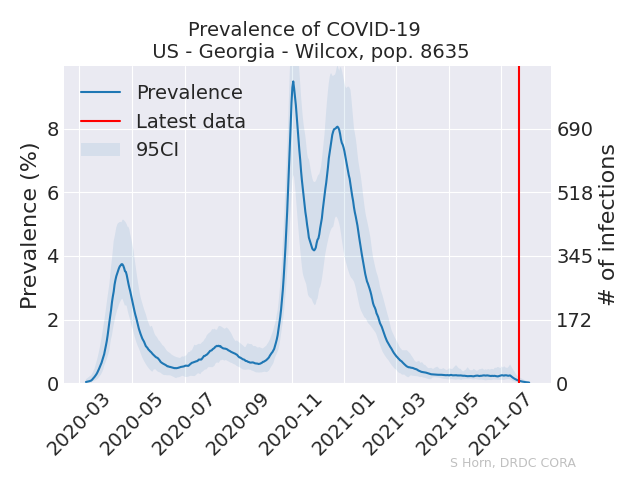 Prevalence of COVID-19
US - Georgia - Wilcox, pop. 8635
Prevalence
Latest data
95CI
Prevalence (%)
8
6
4
2
0
690
518
345
172
0
# of infections
2020-03
2020-05
2020-07
2020-09
2020-11
2021-01
2021-03
2021-05
2021-07
S Horn, DRDC CORA